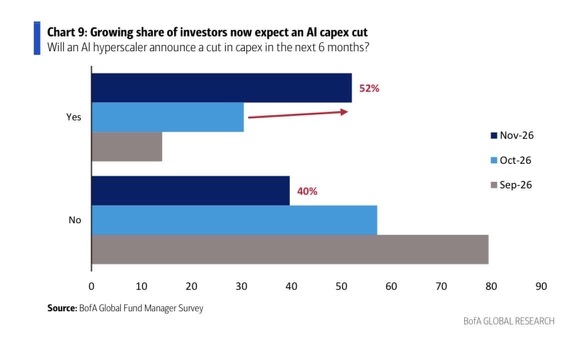 Chart 9: Growing share of investors now expect an AI capex cut
Will an AI hyperscaler announce a cut in capex in the next 6 months?
Yes
52%
Nov-26
Oct-26
Sep-26
No
40%
0 10 20 30 40 50 60 70 80 90
Source: BofA Global Fund Manager Survey
BofA GLOBAL RESEARCH